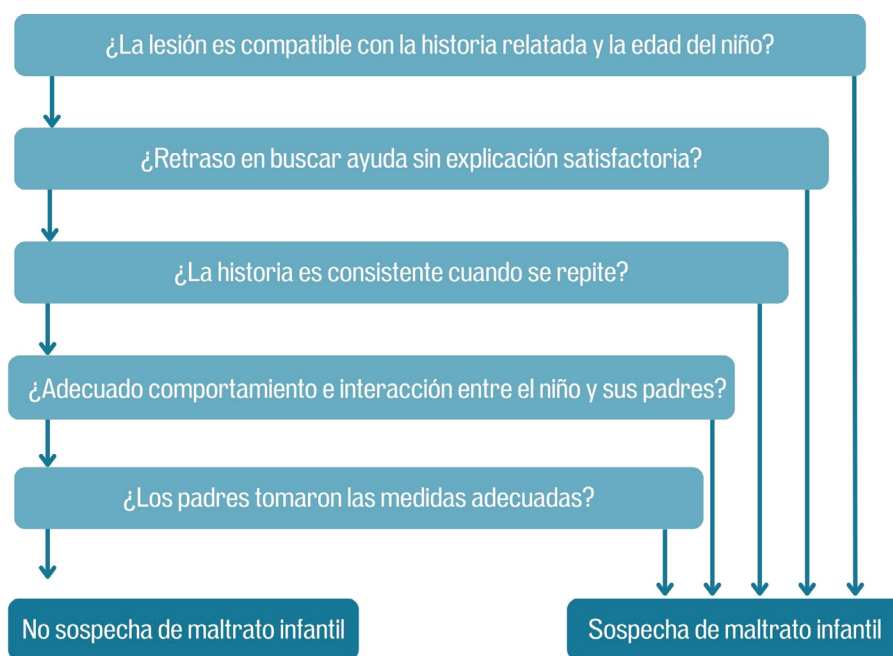 ¿La lesión es compatible con la historia relatada y la edad del niño?
¿Retraso en buscar ayuda sin explicación satisfactoria?
¿La historia es consistente cuando se repite?
¿Adecuado comportamiento e interacción entre el niño y sus padres?
¿Los padres tomaron las medidas adecuadas?
No sospecha de maltrato infantil
Sospecha de maltrato infantil